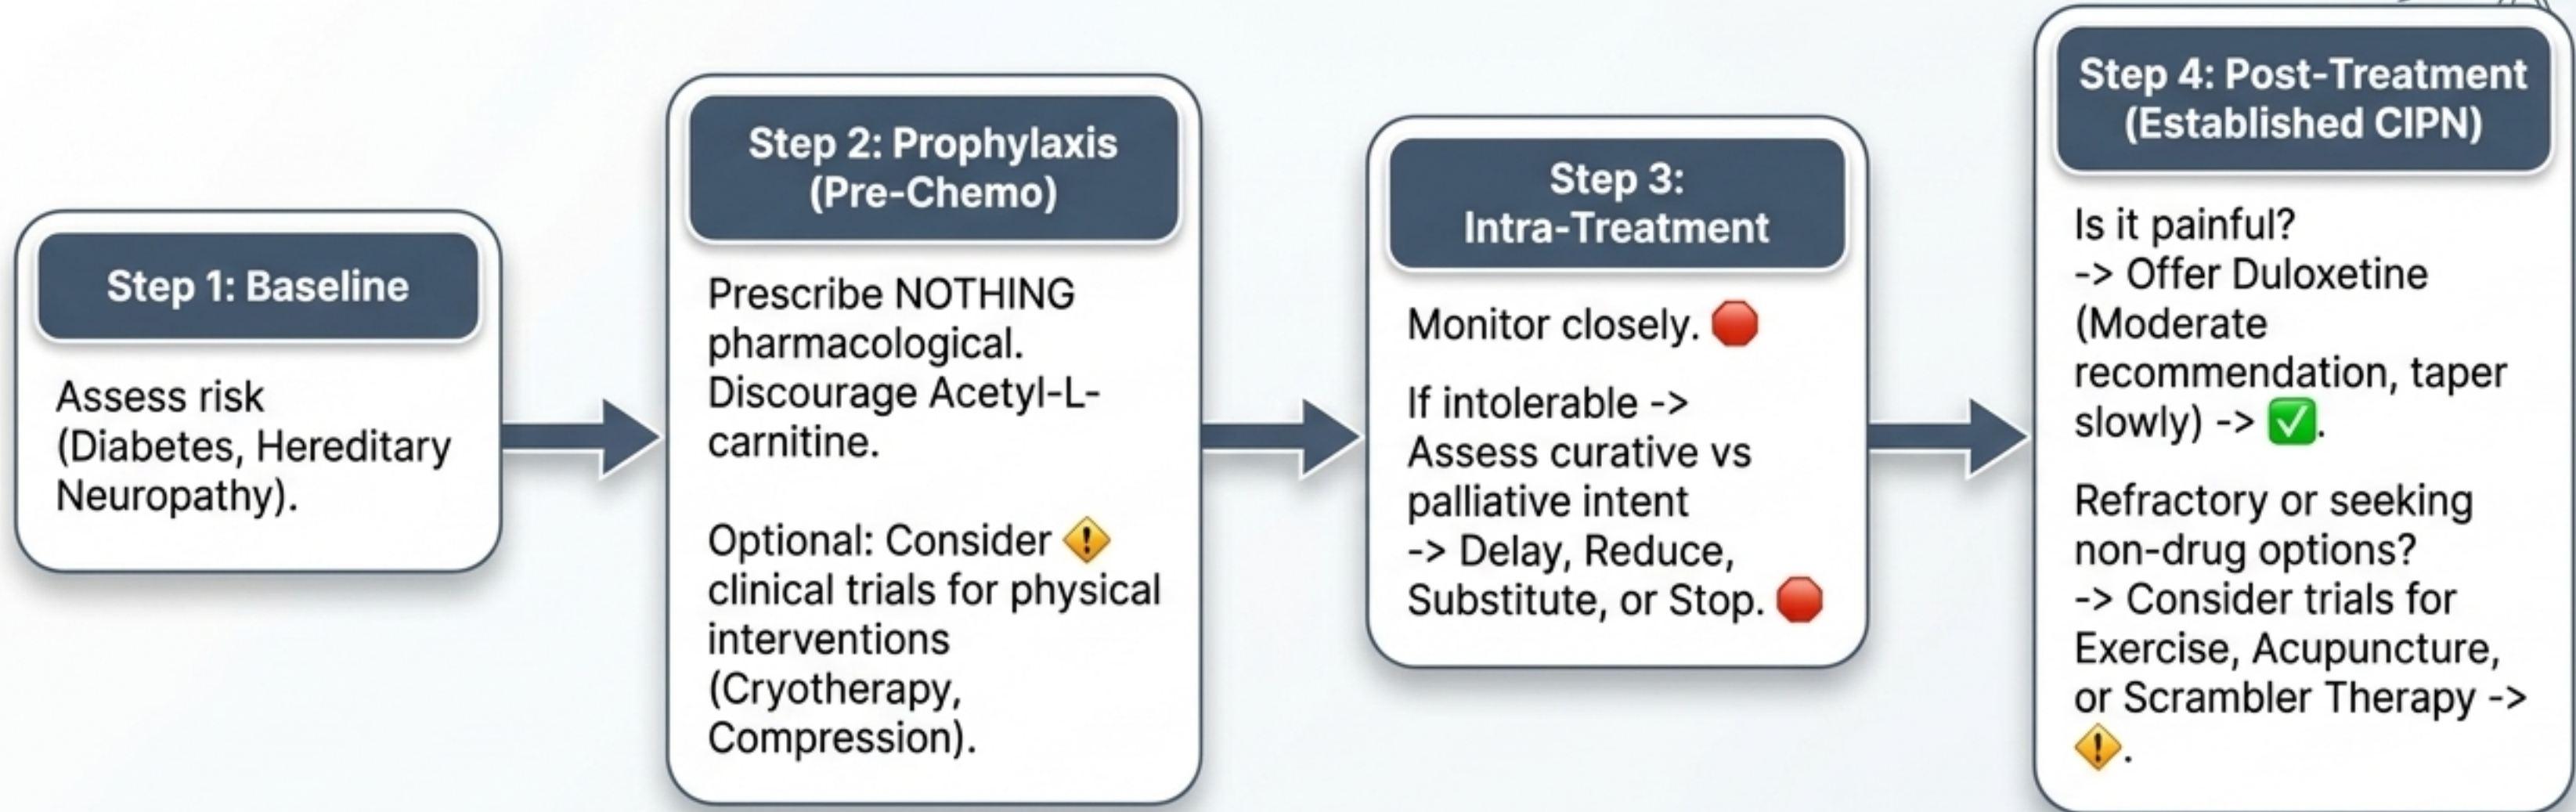 Step 1: Baseline
Assess risk
(Diabetes, Hereditary
Neuropathy).
Step 2: Prophylaxis
(Pre-Chemo)
Prescribe NOTHING
pharmacological.
Discourage Acetyl-L-
carnitine.
Optional: Consider ⚠️
clinical trials for physical
interventions
(Cryotherapy,
Compression).
Step 3:
Intra-Treatment
Monitor closely. 🛑
If intolerable ->
Assess curative vs
palliative intent
-> Delay, Reduce,
Substitute, or Stop. 🛑
Step 4: Post-Treatment
(Established CIPN)
Is it painful?
-> Offer Duloxetine
(Moderate
recommendation, taper
slowly) -> ✅.
Refractory or seeking
non-drug options?
-> Consider trials for
Exercise, Acupuncture,
or Scrambler Therapy ->
⚠️.